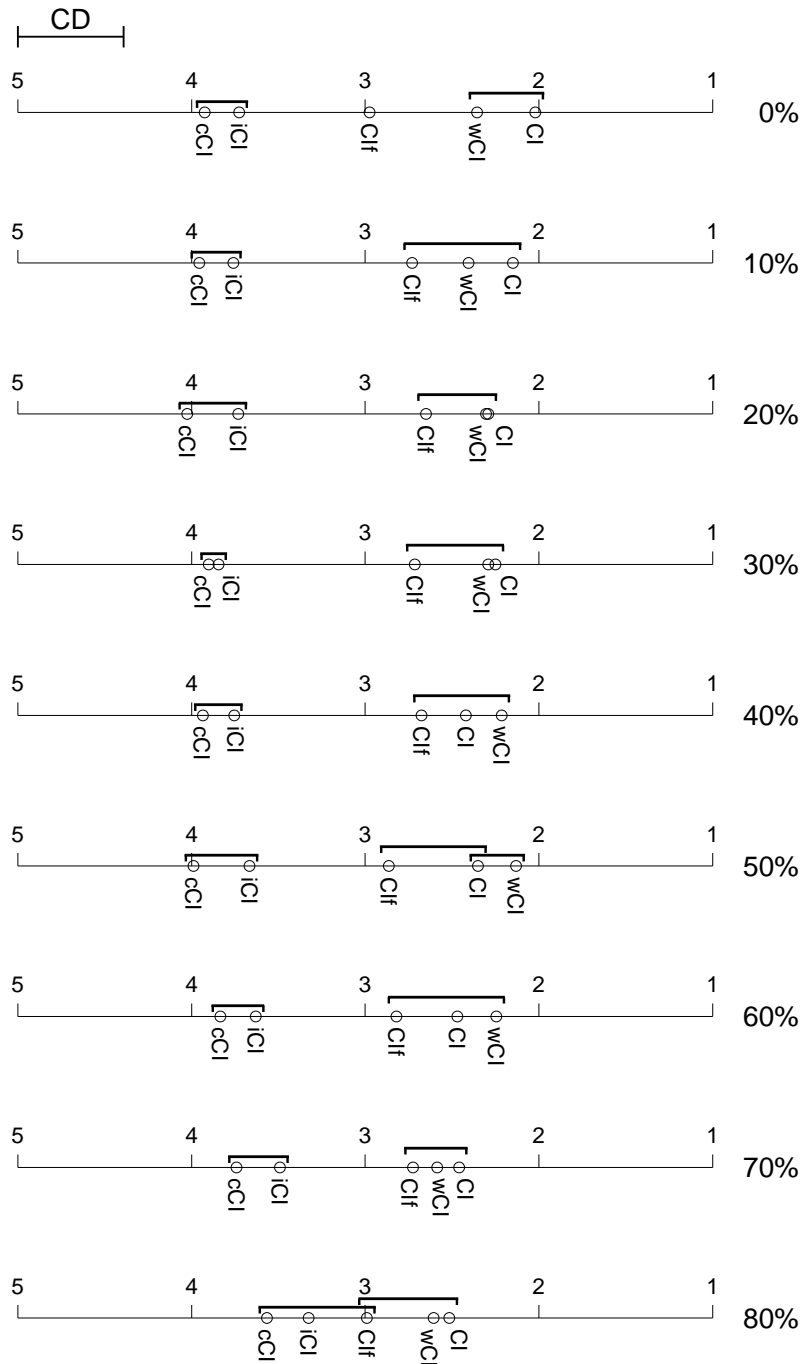 CD
5 4 3 2 1
0%
cCI iCI CIf wCI CI
5 4 3 2 1
10%
cCI iCI CIf wCI CI
5 4 3 2 1
20%
cCI iCI CIf wCI CI
5 4 3 2 1
30%
cCI iCI CIf wCI CI
5 4 3 2 1
40%
cCI iCI CIf CI wCI
5 4 3 2 1
50%
cCI iCI CIf CI wCI
5 4 3 2 1
60%
cCI iCI CIf CI wCI
5 4 3 2 1
70%
cCI iCI CIf wCI CI
5 4 3 2 1
80%
cCI iCI CIf wCI CI